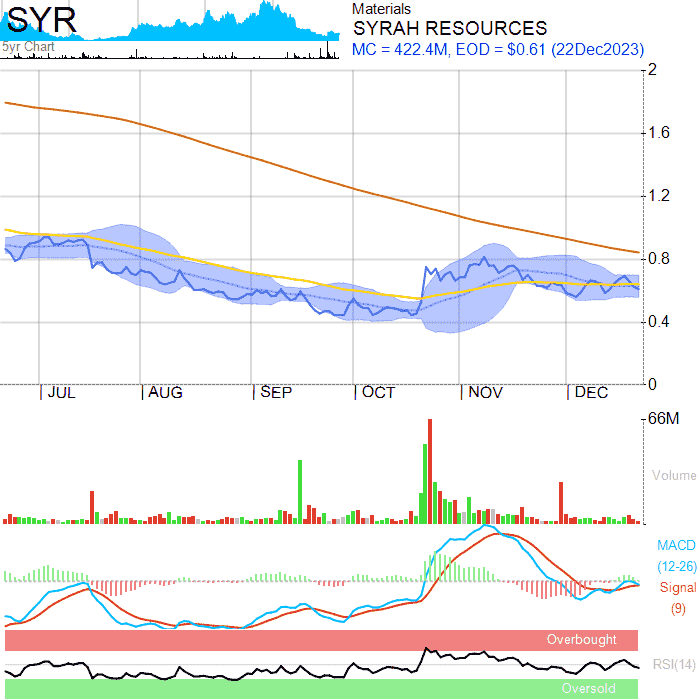 SYR
5yr Chart
Materials
SYRAH RESOURCES
MC = 422.4M, EOD = $0.61 (22Dec2023)
2
1.6
1.2
0.8
0.4
0
JUL AUG SEP OCT NOV DEC
66M
Volume
MACD
(12-26)
Signal
(9)
Overbought
RSI(14)
Oversold